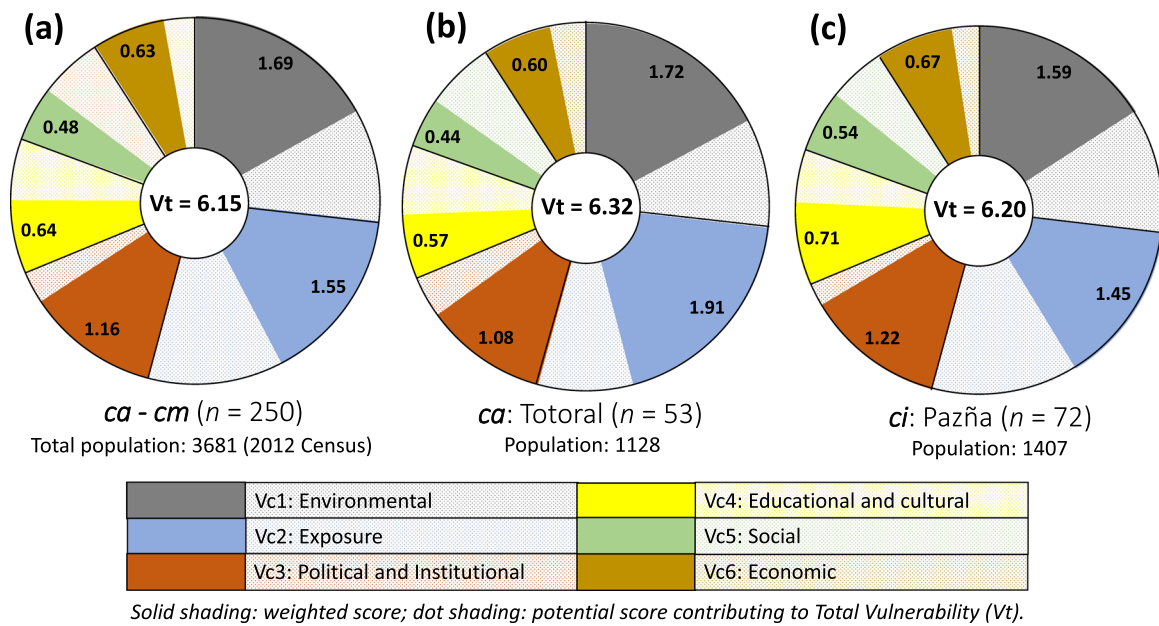 (a)
0.63
1.69
0.48
Vt = 6.15
0.64
1.55
1.16
ca - cm (n = 250)
Total population: 3681 (2012 Census)
(b)
0.60
1.72
0.44
Vt = 6.32
0.57
1.91
1.08
ca: Totoral (n = 53)
Population: 1128
(c)
0.67
1.59
0.54
Vt = 6.20
0.71
1.45
1.22
ci: Pazña (n = 72)
Population: 1407
Vc1: Environmental
Vc4: Educational and cultural
Vc2: Exposure
Vc5: Social
Vc3: Political and Institutional
Vc6: Economic
Solid shading: weighted score; dot shading: potential score contributing to Total Vulnerability (Vt).